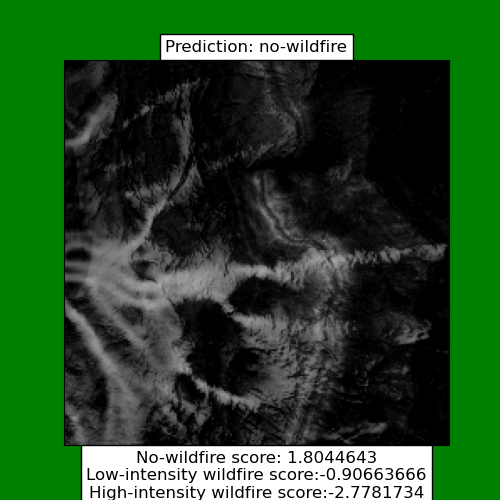 Prediction: no-wildfire
No-wildfire score: 1.8044643
Low-intensity wildfire score:-0.90663666
High-intensity wildfire score:-2.7781734